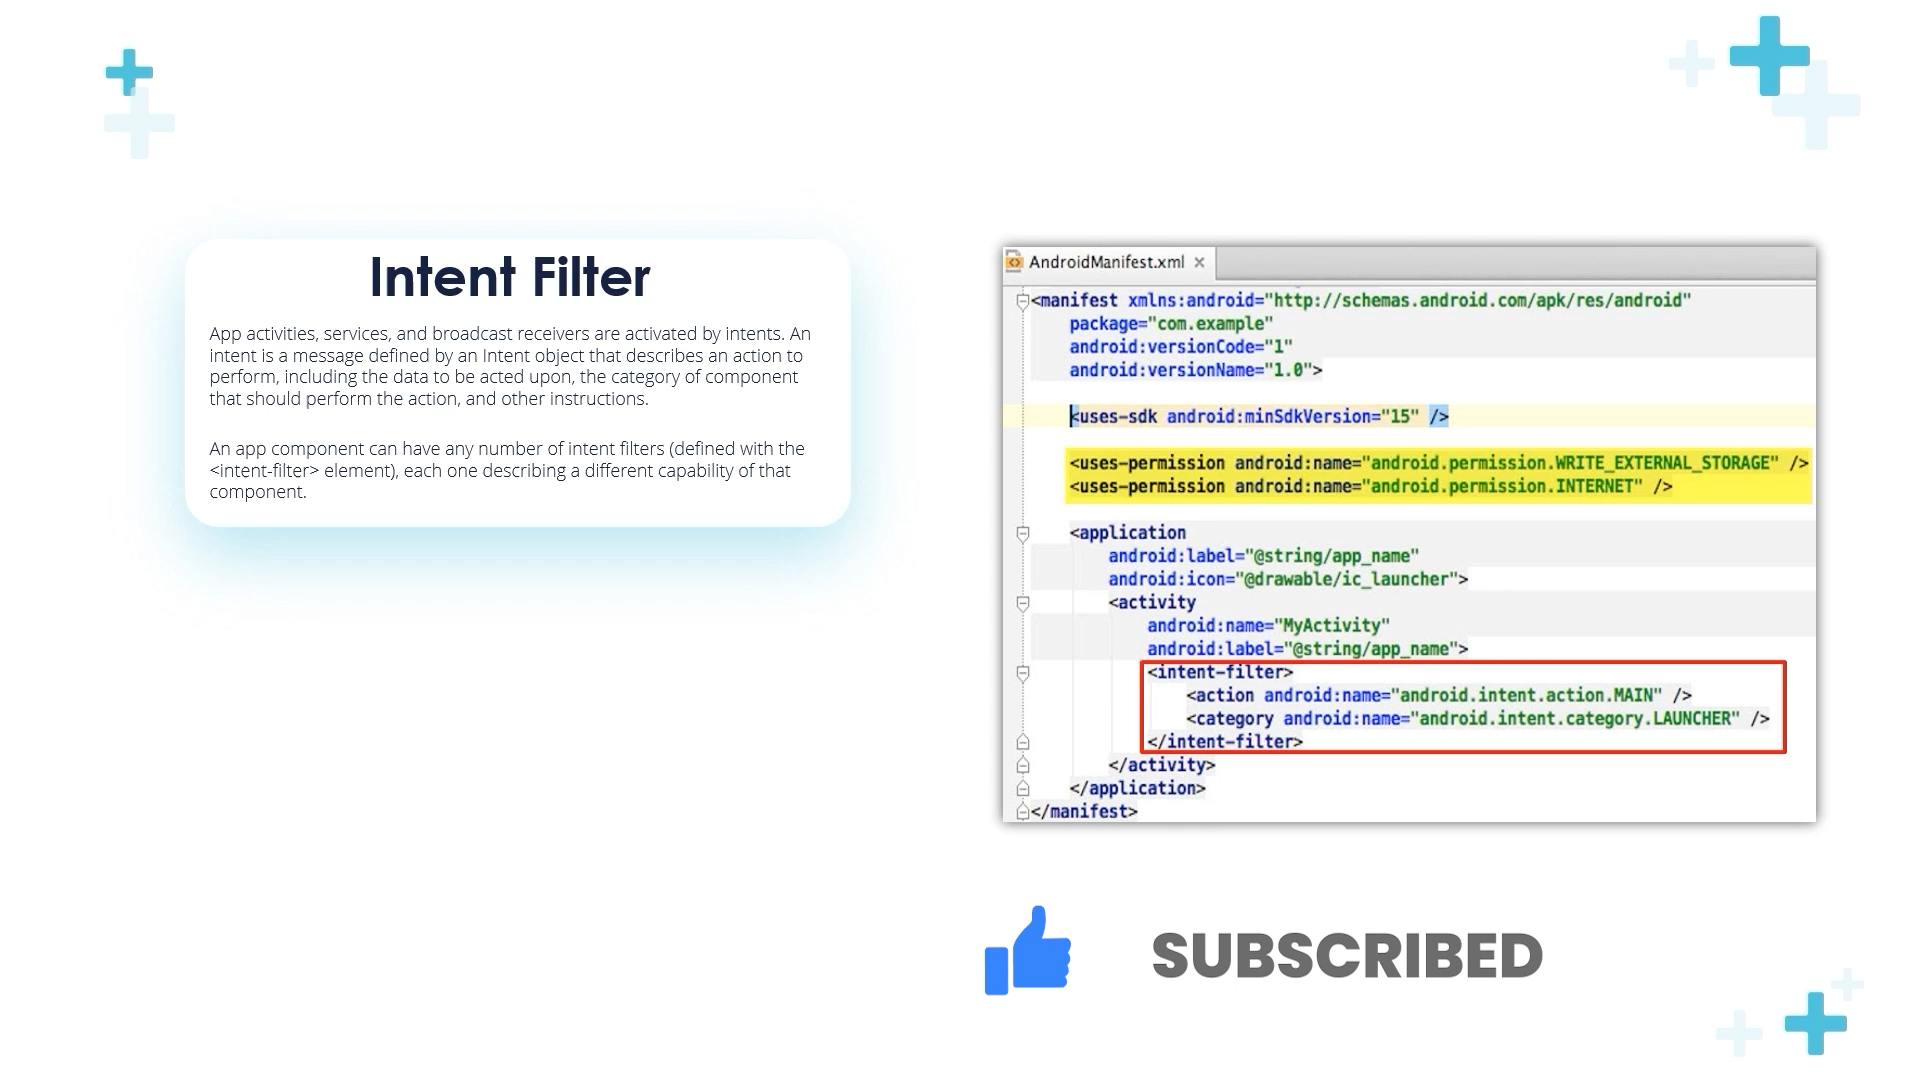 Intent Filter
App activities, services, and broadcast receivers are activated by intents. An
intent is a message defined by an Intent object that describes an action to
perform, including the data to be acted upon, the category of component
that should perform the action, and other instructions.
An app component can have any number of intent filters (defined with the
<intent-filter> element), each one describing a different capability of that
component.
AndroidManifest.xml
<manifest xmlns:android="http://schemas.android.com/apk/res/android"
package="com.example"
android:versionCode="1"
android:versionName="1.0">
<uses-sdk android:minSdkVersion="15" />
<uses-permission android:name="android.permission.WRITE_EXTERNAL_STORAGE" />
<uses-permission android:name="android.permission.INTERNET" />
<application
android:label="@string/app_name"
android:icon="@drawable/ic_launcher">
<activity
android:name="MyActivity"
android:label="@string/app_name">
<intent-filter>
<action android:name="android.intent.action.MAIN" />
<category android:name="android.intent.category.LAUNCHER" />
</intent-filter>
</activity>
</application>
</manifest>
SUBSCRIBED